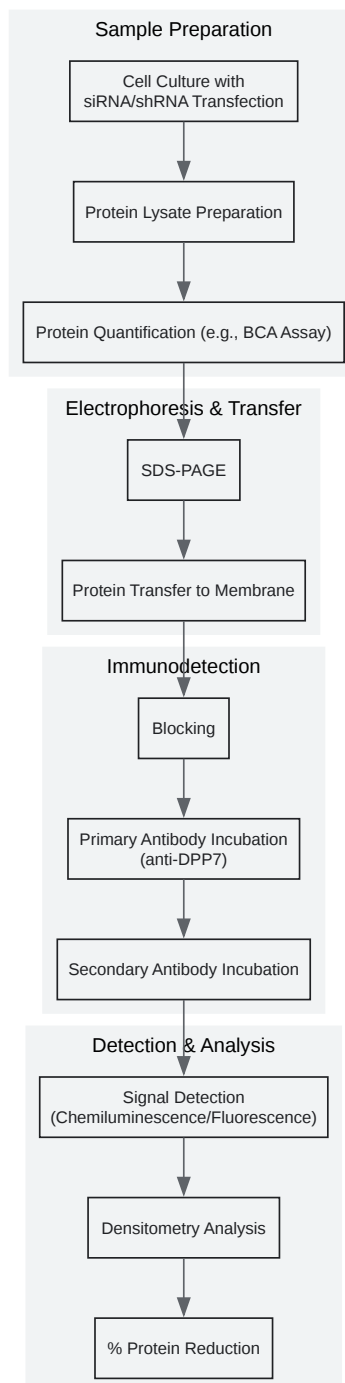 Sample Preparation
Cell Culture with
siRNA/shRNA Transfection
Protein Lysate Preparation
Protein Quantification (e.g., BCA Assay)
Electrophoresis & Transfer
SDS-PAGE
Protein Transfer to Membrane
Immunodetection
Blocking
Primary Antibody Incubation
(anti-DPP7)
Secondary Antibody Incubation
Detection & Analysis
Signal Detection
(Chemiluminescence/Fluorescence)
Densitometry Analysis
% Protein Reduction